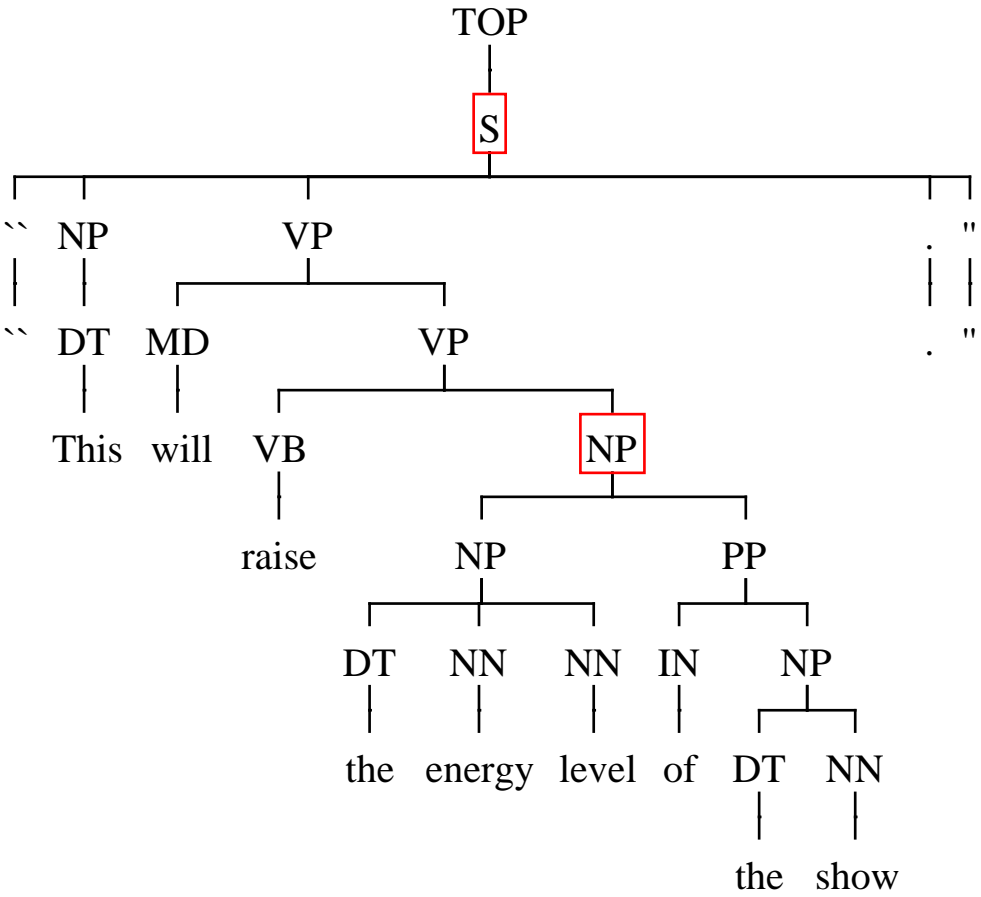 TOP
S
`` NP VP . "
`` DT MD VP . "
This will VB NP
raise NP PP
DT NN NN IN NP
the energy level of DT NN
the show